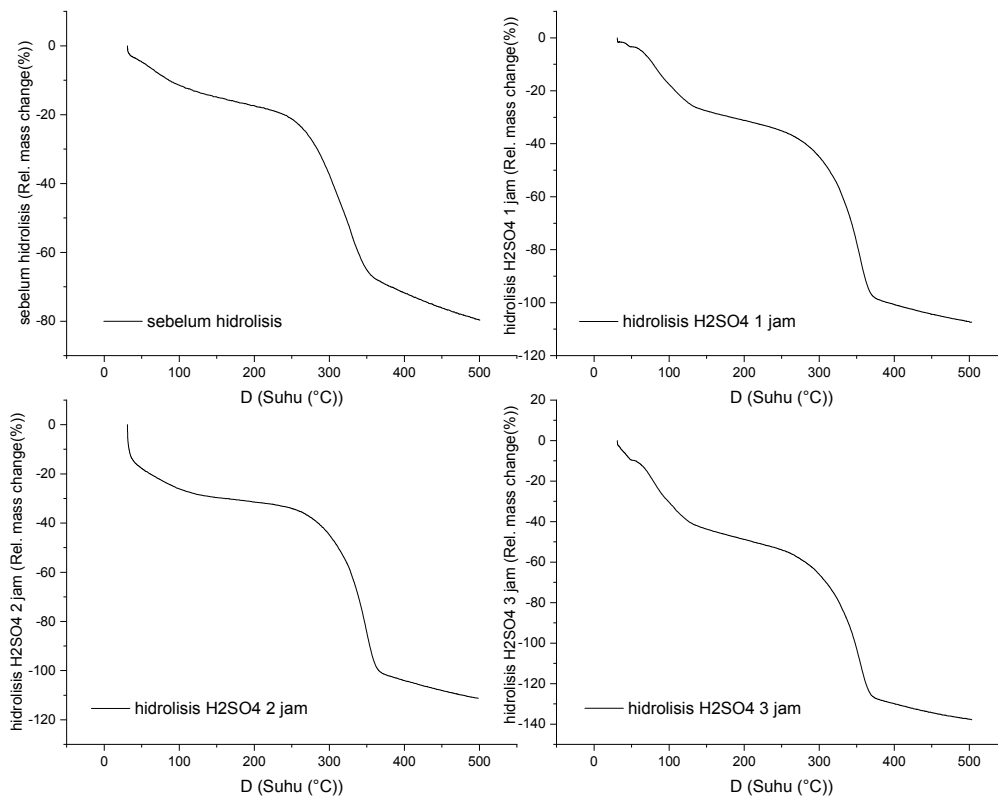 sebelum hidrolisis (Rel. mass change(%))
0
-20
-40
-60
-80
sebelum hidrolisis
0 100 200 300 400 500
D (Suhu (°C))
hidrolisis H2SO4 1 jam (Rel. mass change(%))
0
-20
-40
-60
-80
-100
-120
hidrolisis H2SO4 1 jam
0 100 200 300 400 500
D (Suhu (°C))
hidrolisis H2SO4 2 jam (Rel. mass change(%))
0
-20
-40
-60
-80
-100
-120
hidrolisis H2SO4 2 jam
0 100 200 300 400 500
D (Suhu (°C))
hidrolisis H2SO4 3 jam (Rel. mass change(%))
20
0
-20
-40
-60
-80
-100
-120
-140
hidrolisis H2SO4 3 jam
0 100 200 300 400 500
D (Suhu (°C))